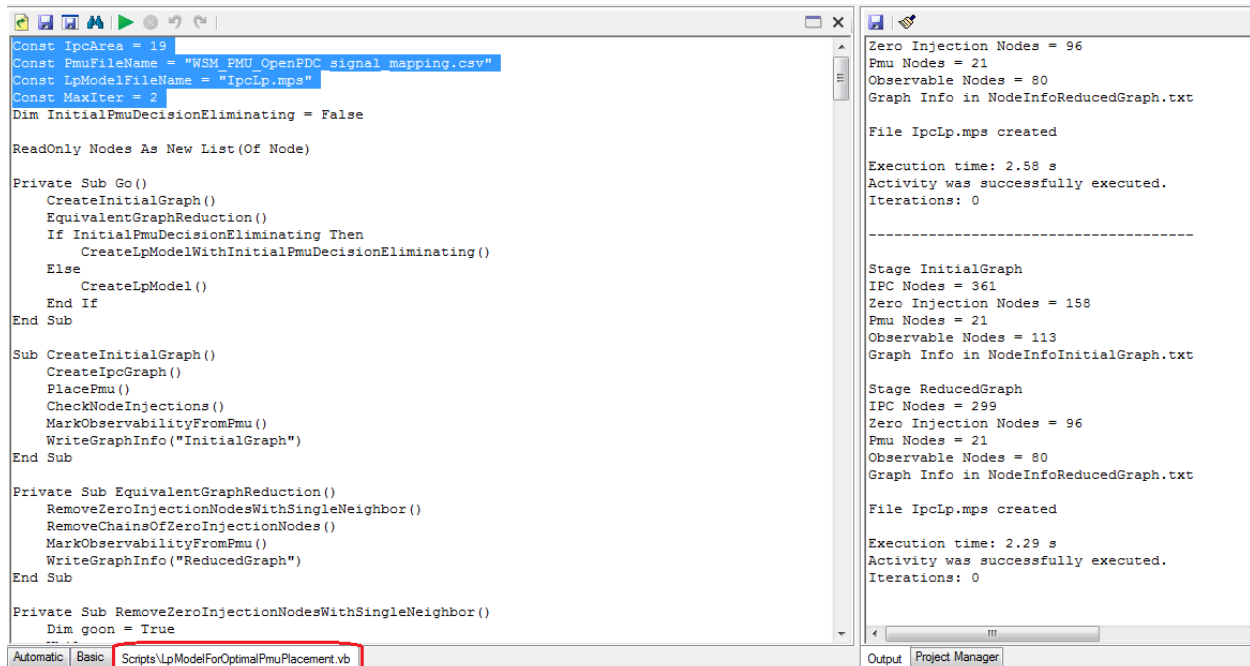 Const IpcArea = 19
Const PmuFileName = "WSM_PMU_OpenPDC_signal_mapping.csv"
Const LpModelFileName = "IpcLp.mps"
Const MaxIter = 2
Dim InitialPmuDecisionEliminating = False

ReadOnly Nodes As New List(Of Node)

Private Sub Go()
    CreateInitialGraph()
    EquivalentGraphReduction()
    If InitialPmuDecisionEliminating Then
        CreateLpModelWithInitialPmuDecisionEliminating()
    Else
        CreateLpModel()
    End If
End Sub

Sub CreateInitialGraph()
    CreateIpcGraph()
    PlacePmu()
    CheckNodeInjections()
    MarkObservabilityFromPmu()
    WriteGraphInfo("InitialGraph")
End Sub

Private Sub EquivalentGraphReduction()
    RemoveZeroInjectionNodesWithSingleNeighbor()
    RemoveChainsOfZeroInjectionNodes()
    MarkObservabilityFromPmu()
    WriteGraphInfo("ReducedGraph")
End Sub

Private Sub RemoveZeroInjectionNodesWithSingleNeighbor()
    Dim goon = True
Automatic Basic Scripts\LpModelForOptimalPmuPlacement.vb
Zero Injection Nodes = 96
Pmu Nodes = 21
Observable Nodes = 80
Graph Info in NodeInfoReducedGraph.txt

File IpcLp.mps created

Execution time: 2.58 s
Activity was successfully executed.
Iterations: 0

--------------------------------------

Stage InitialGraph
IPC Nodes = 361
Zero Injection Nodes = 158
Pmu Nodes = 21
Observable Nodes = 113
Graph Info in NodeInfoInitialGraph.txt

Stage ReducedGraph
IPC Nodes = 299
Zero Injection Nodes = 96
Pmu Nodes = 21
Observable Nodes = 80
Graph Info in NodeInfoReducedGraph.txt

File IpcLp.mps created

Execution time: 2.29 s
Activity was successfully executed.
Iterations: 0
Output Project Manager